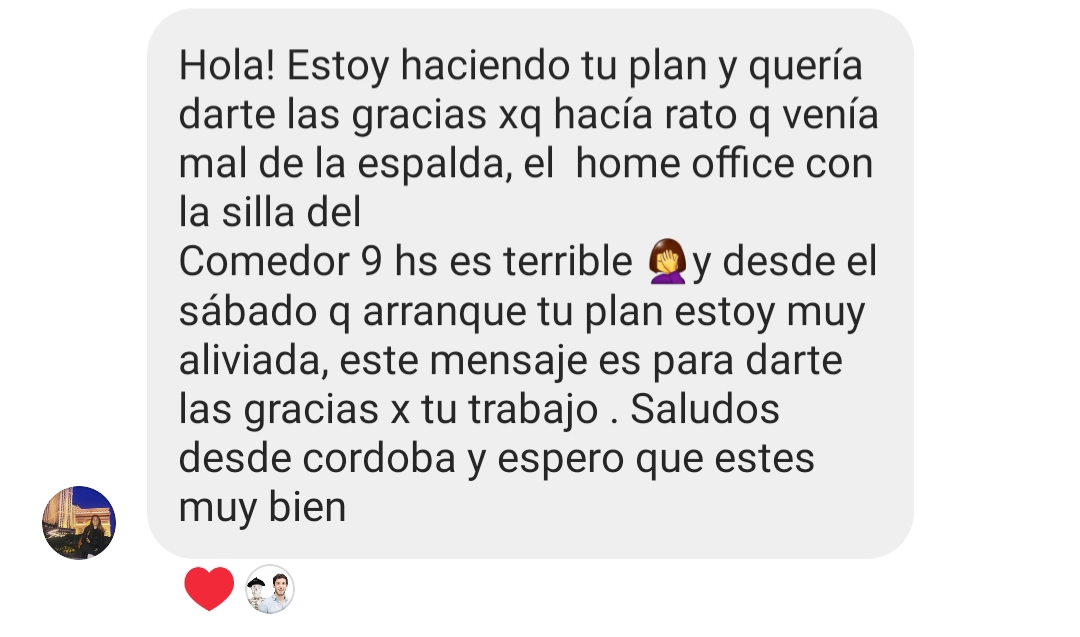 Hola! Estoy haciendo tu plan y quería
darte las gracias xq hacía rato q venía
mal de la espalda, el  home office con
la silla del
Comedor 9 hs es terrible 🤦‍♀️y desde el
sábado q arranque tu plan estoy muy
aliviada, este mensaje es para darte
las gracias x tu trabajo . Saludos
desde cordoba y espero que estes
muy bien